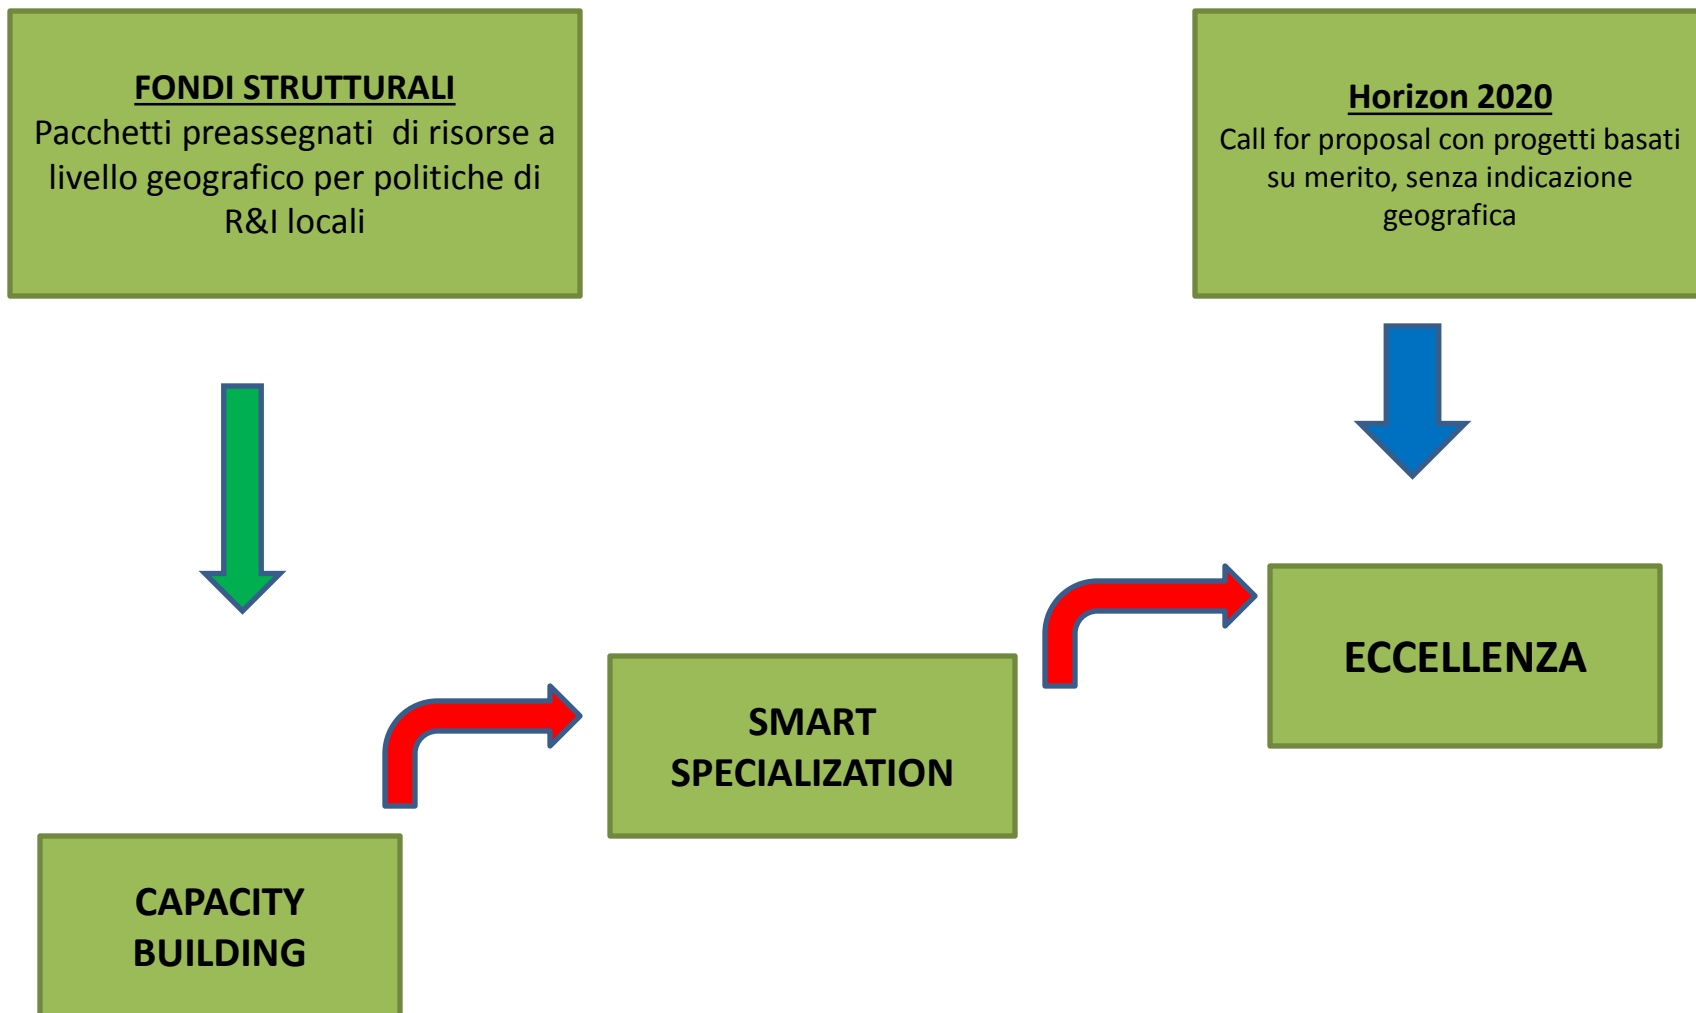 FONDI STRUTTURALI
Pacchetti preassegnati di risorse a
livello geografico per politiche di
R&I locali
Horizon 2020
Call for proposal con progetti basati
su merito, senza indicazione
geografica
ECCELLENZA
SMART
SPECIALIZATION
CAPACITY
BUILDING